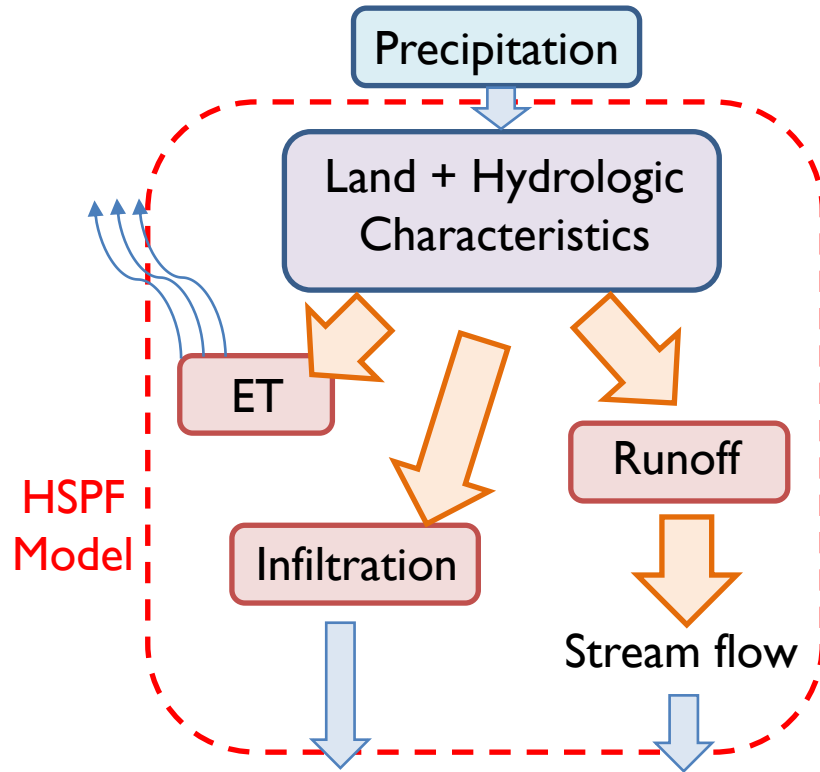 Precipitation
Land + Hydrologic
Characteristics
ET
Runoff
HSPF
Model
Infiltration
Stream flow